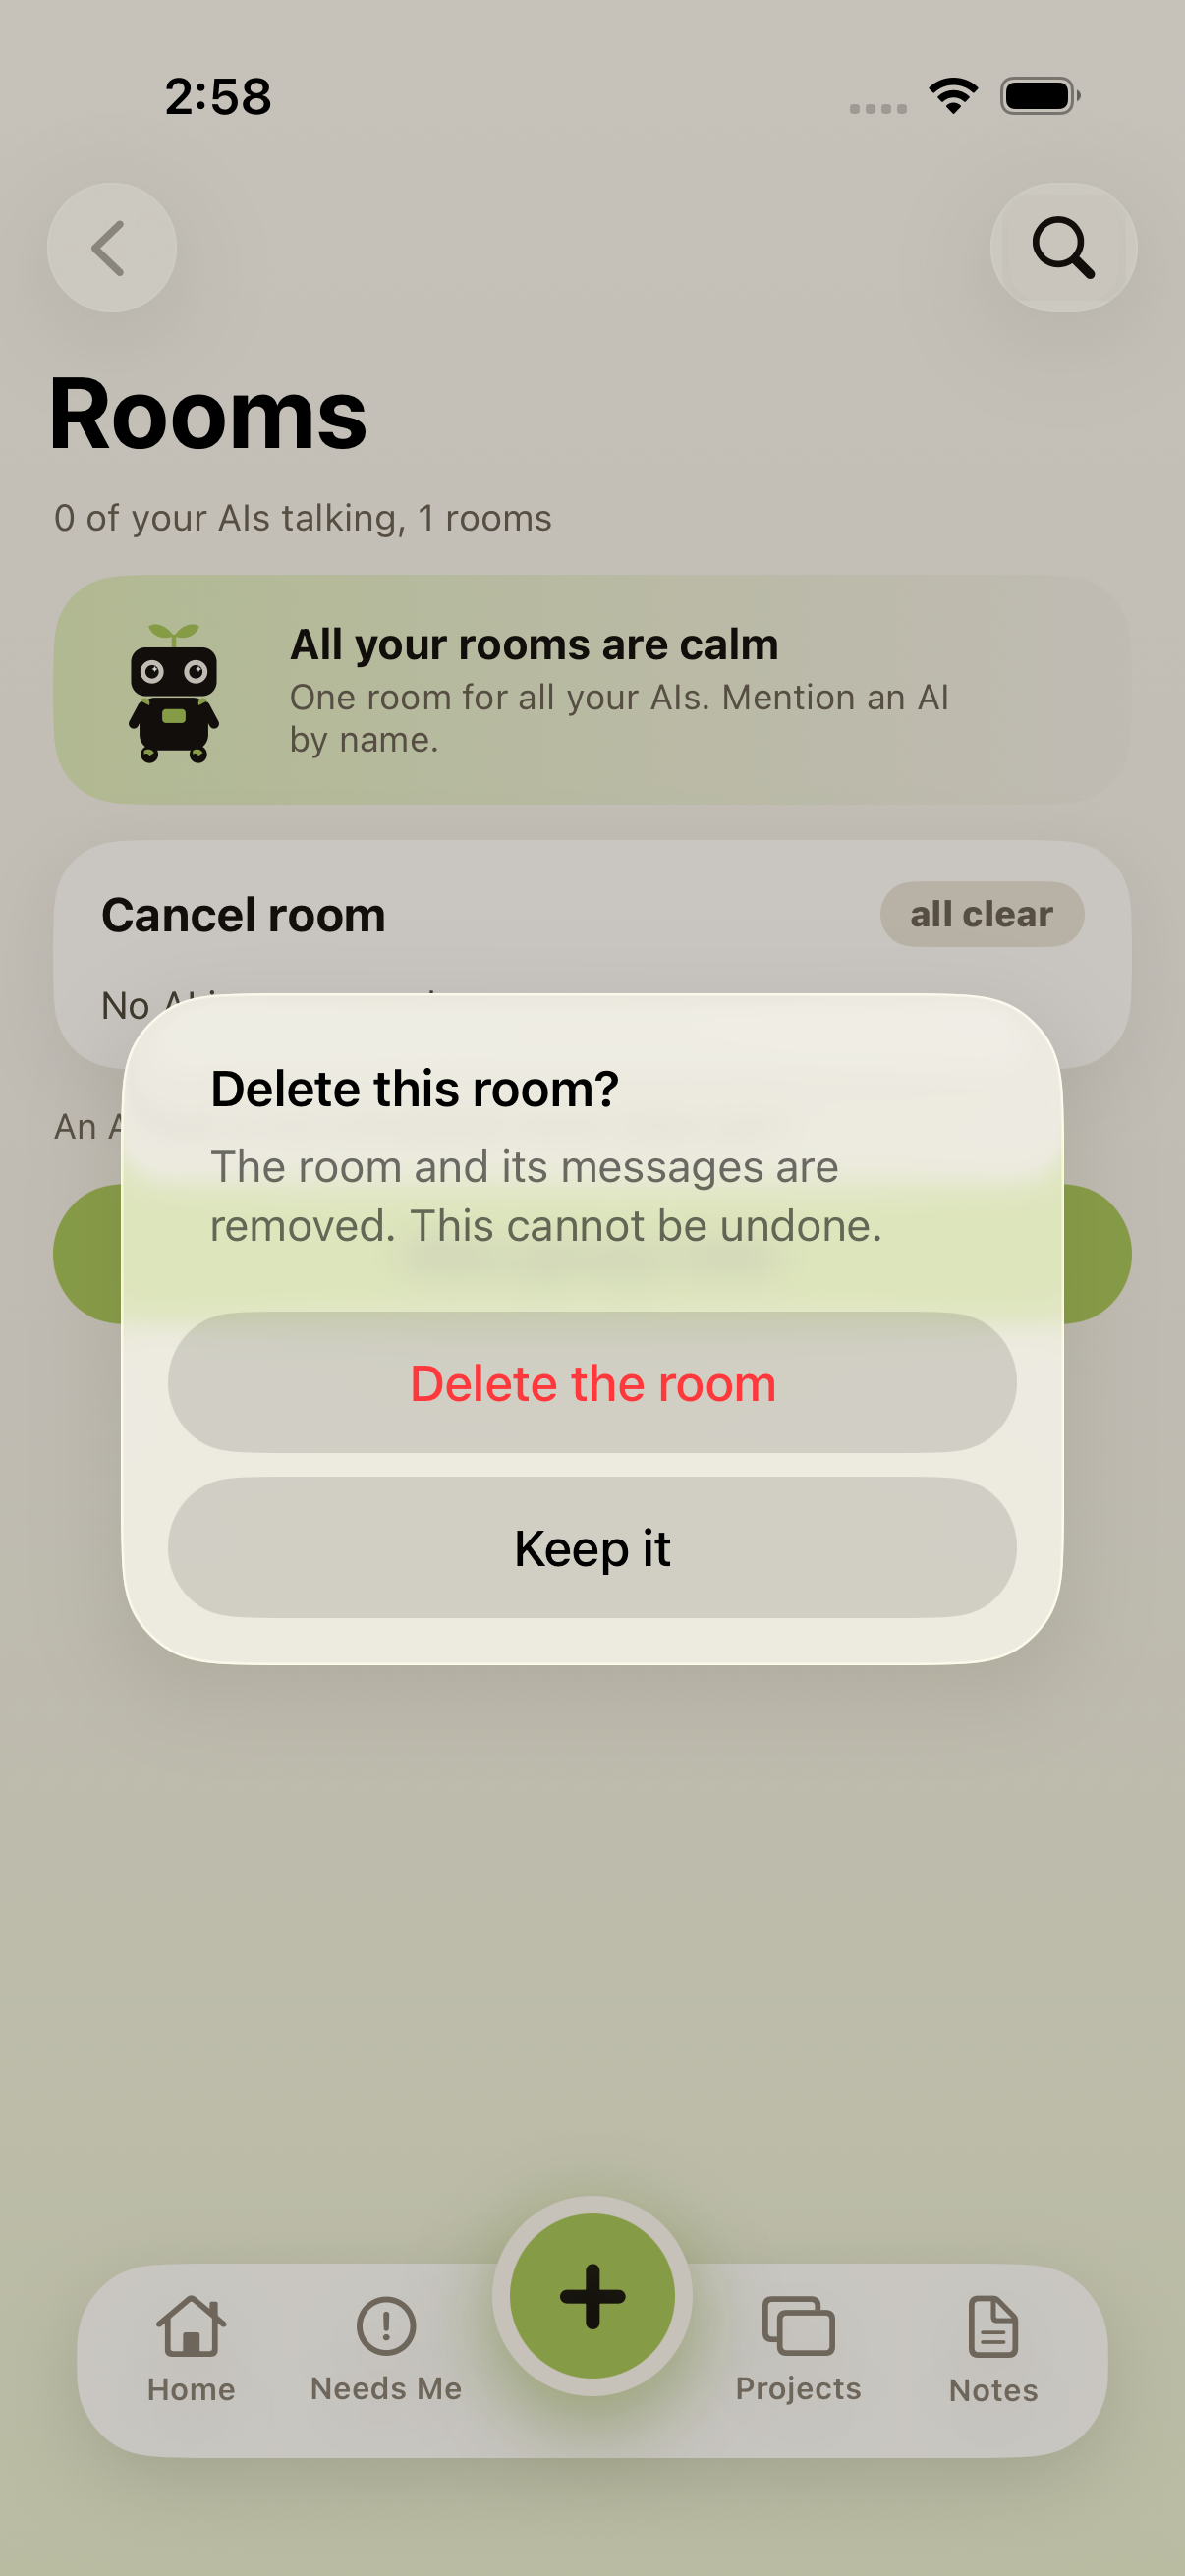 2:58
Rooms
0 of your AIs talking, 1 rooms
All your rooms are calm
One room for all your AIs. Mention an AI
by name.
Cancel room
all clear
No
An
Delete this room?
The room and its messages are
removed. This cannot be undone.
Delete the room
Keep it
Home
Needs Me
Projects
Notes